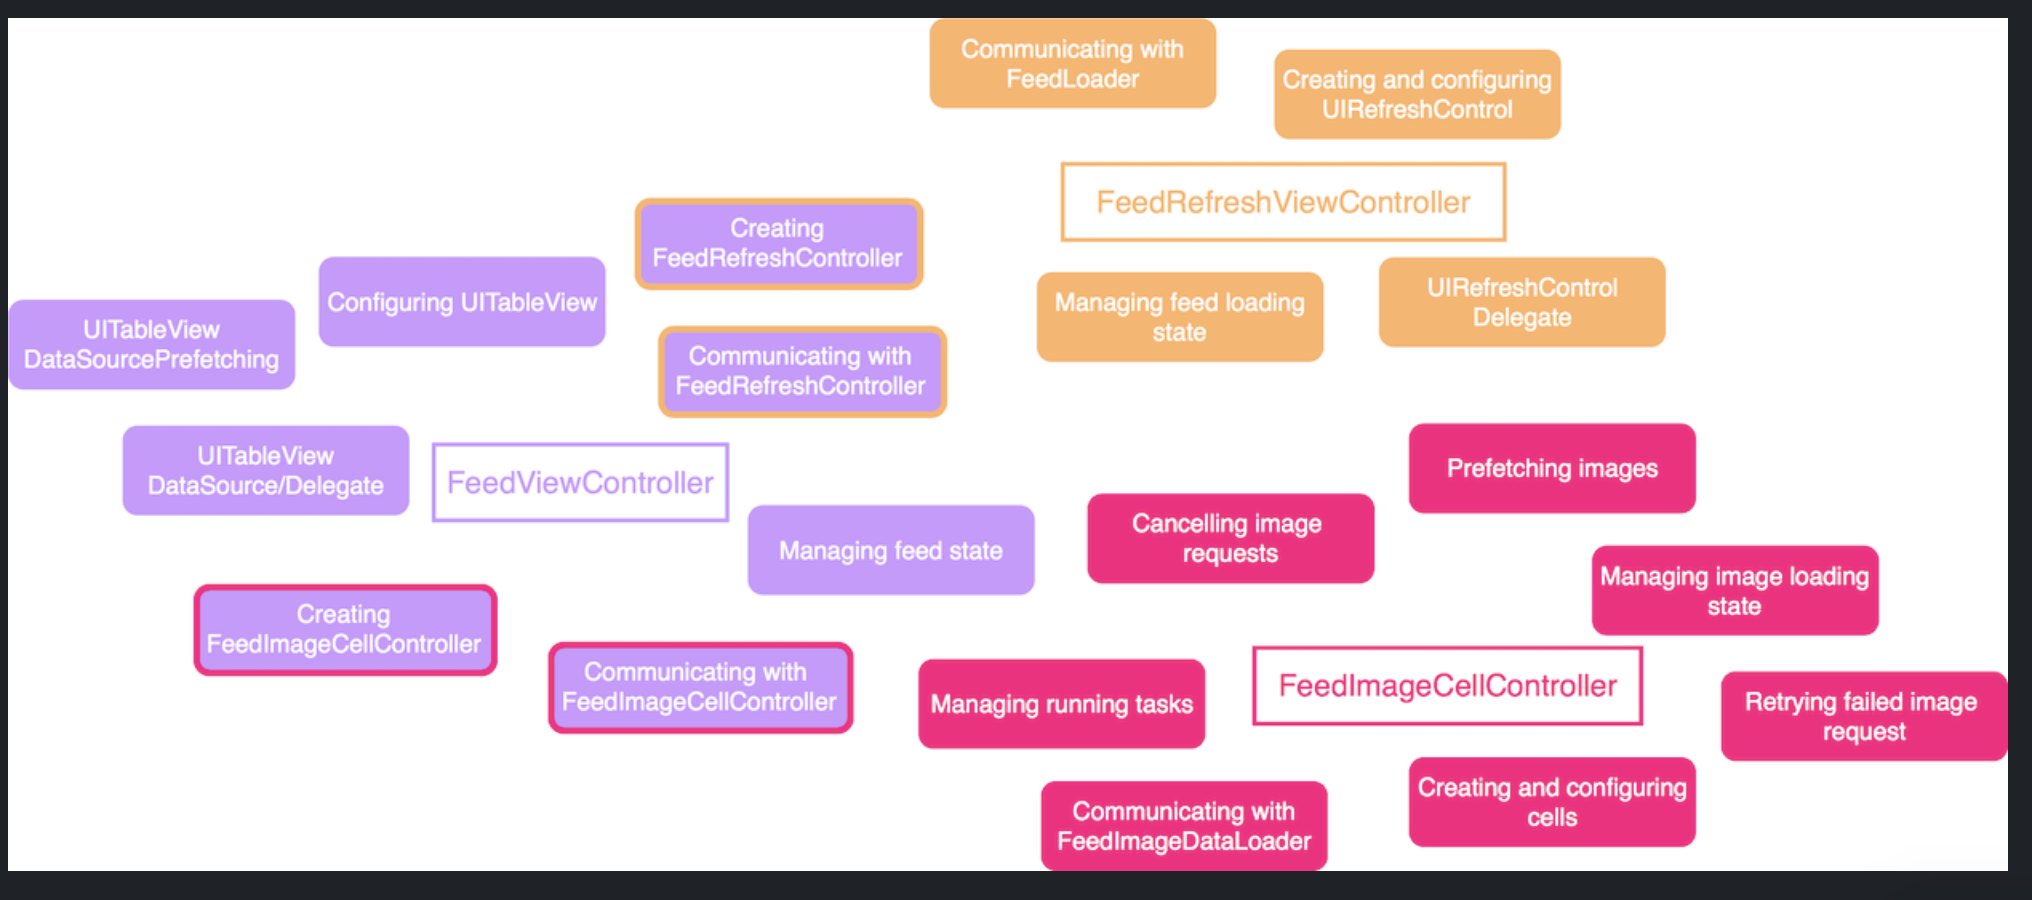 Communicating with
FeedLoader
Creating and configuring
UIRefreshControl
FeedRefreshViewController
Creating
FeedRefreshController
Configuring UITableView
UITableView
DataSourcePrefetching
Managing feed loading
state
UIRefreshControl
Delegate
Communicating with
FeedRefreshController
UITableView
DataSource/Delegate
FeedViewController
Managing feed state
Prefetching images
Cancelling image
requests
Managing image loading
state
Creating
FeedImageCellController
Communicating with
FeedImageCellController
Managing running tasks
FeedImageCellController
Retrying failed image
request
Communicating with
FeedImageDataLoader
Creating and configuring
cells